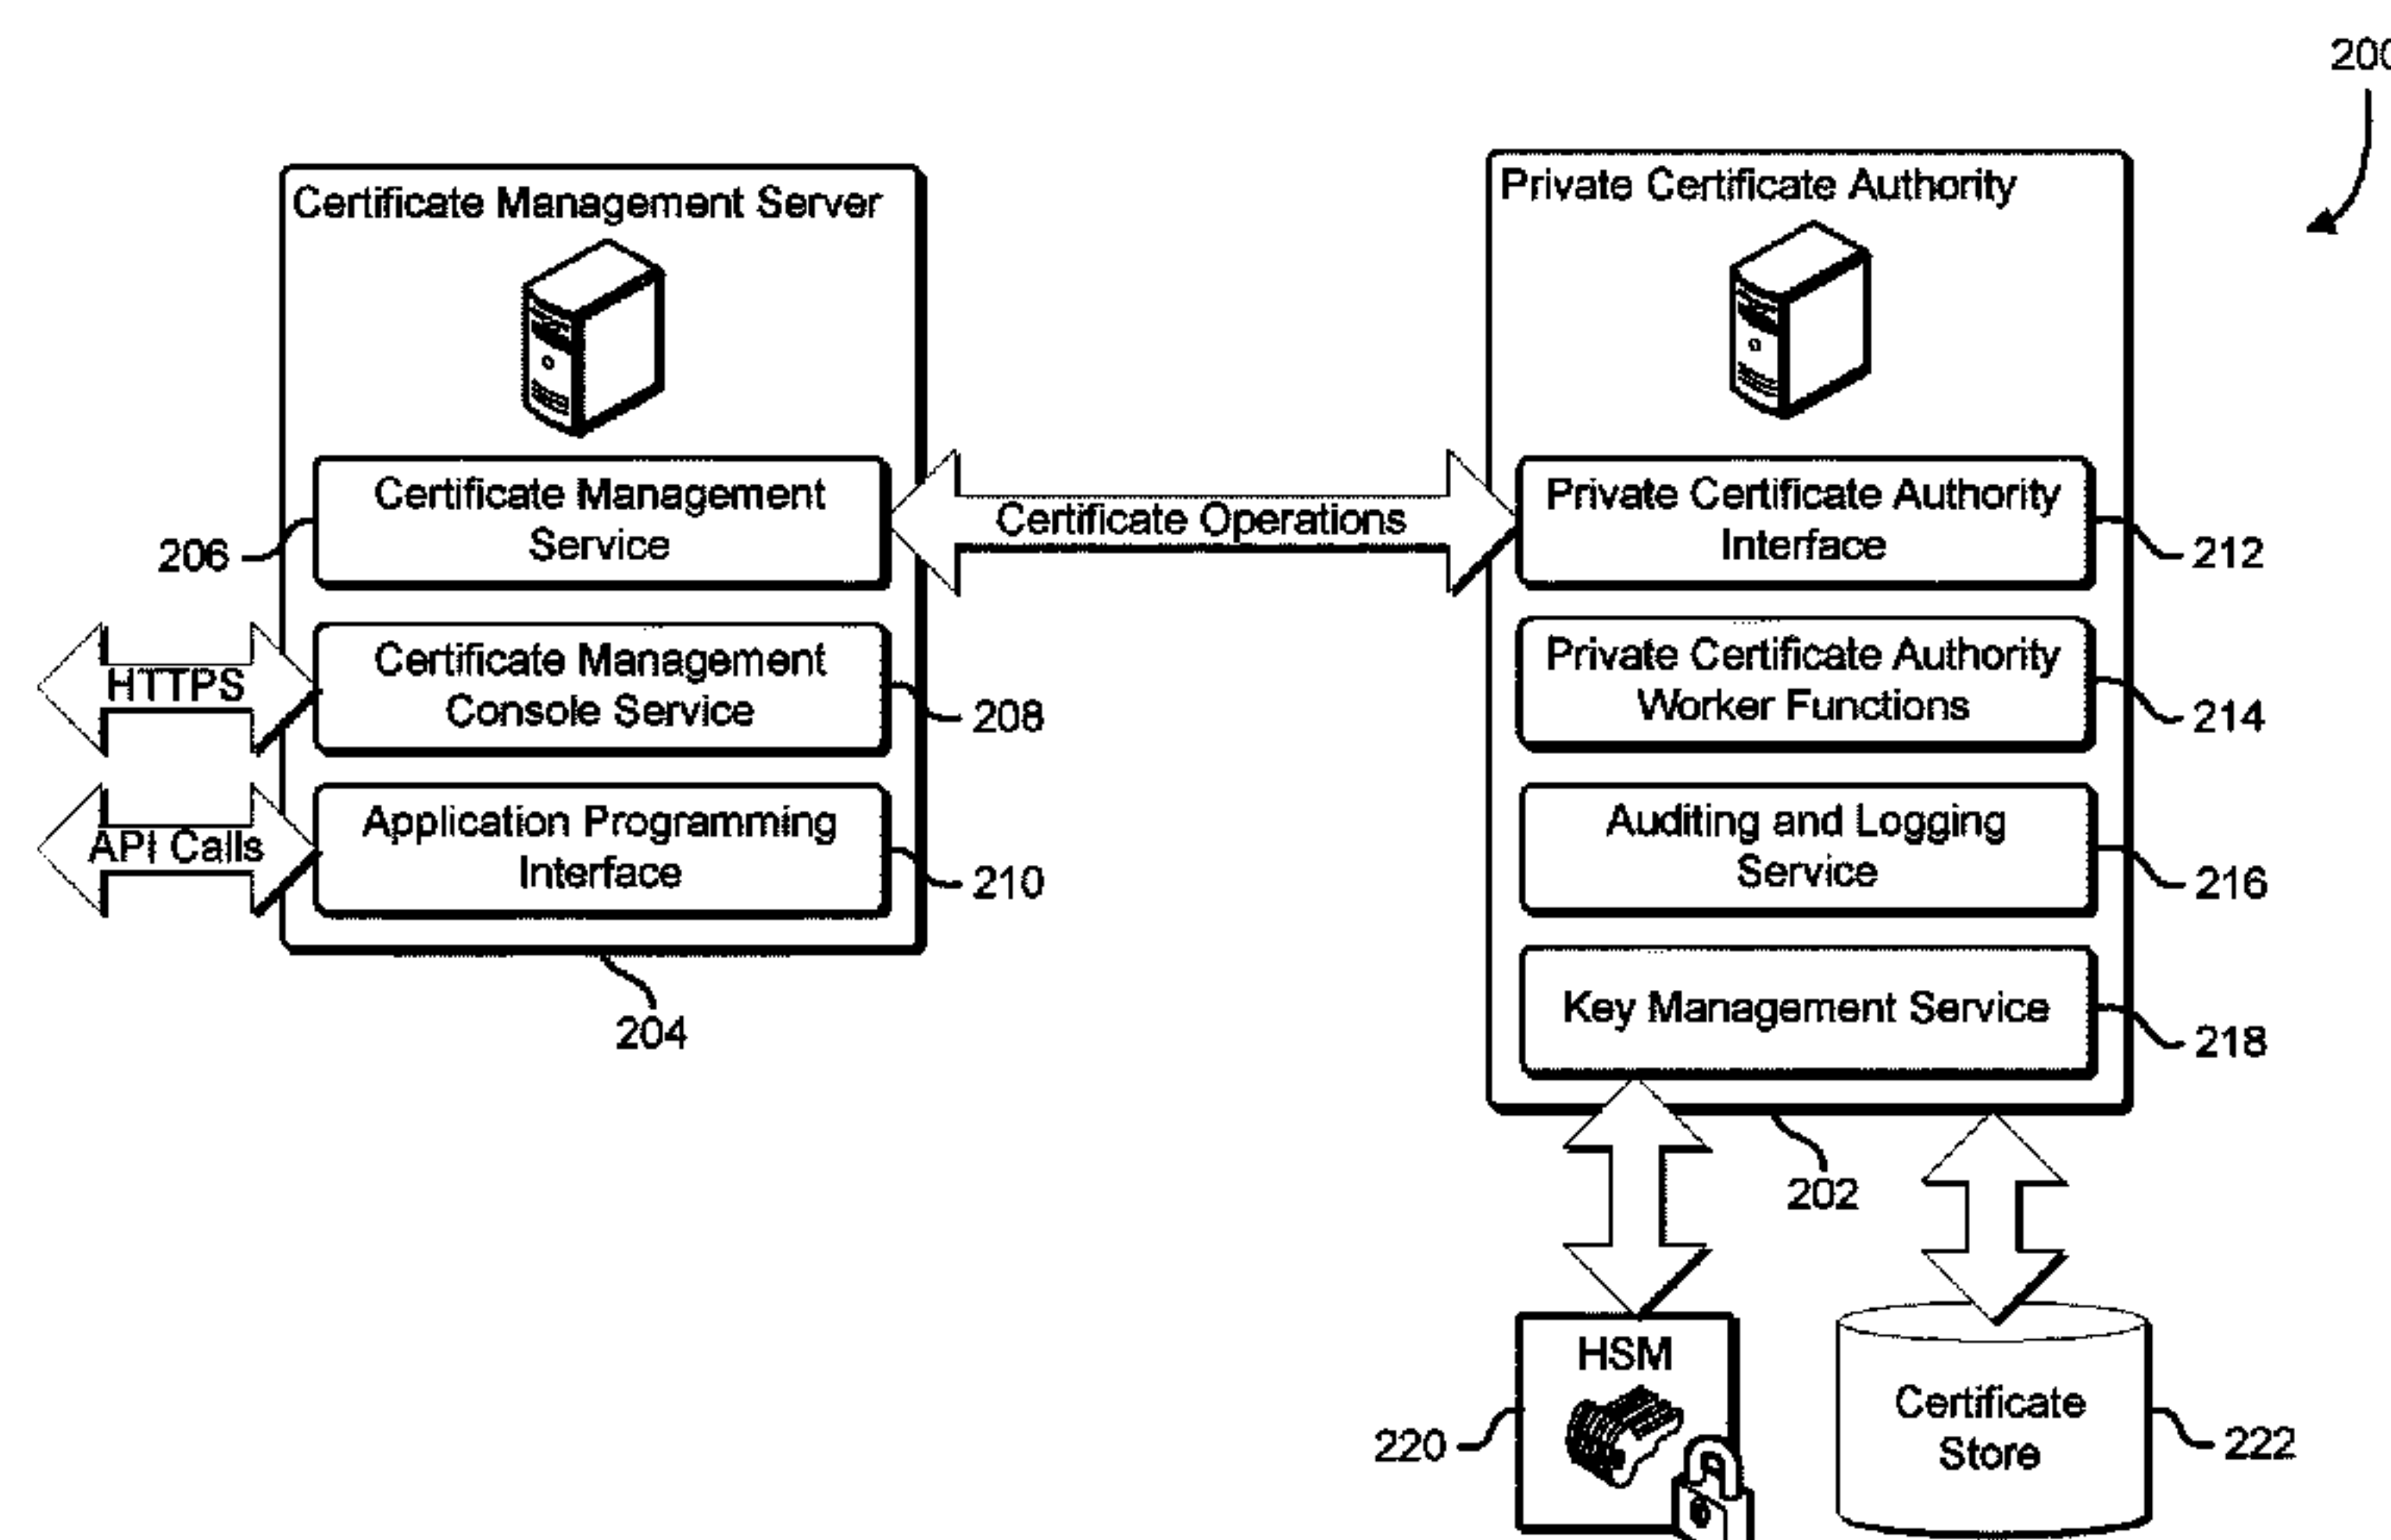 200
Certificate Management Server
Certificate Management
Service
206
HTTPS
Certificate Management
Console Service
208
API Calls
Application Programming
Interface
210
204
Certificate Operations
Private Certificate Authority
Private Certificate Authority
Interface
212
Private Certificate Authority
Worker Functions
214
Auditing and Logging
Service
216
Key Management Service
218
202
HSM
220
Certificate
Store
222